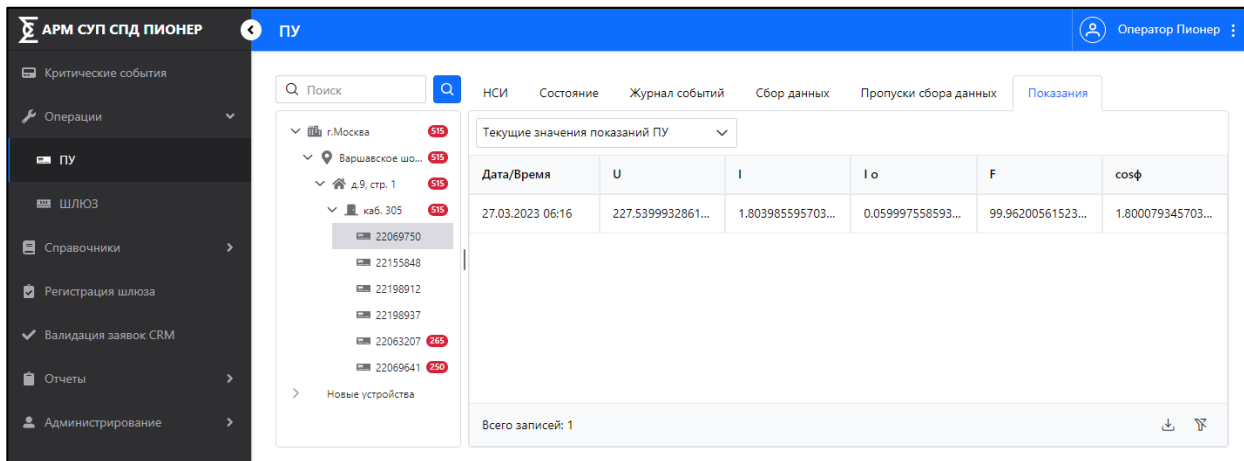 АРМ СУП СПД ПИОНЕР
ПУ
Оператор Пионер
Критические события
Операции
ПУ
ШЛЮЗ
Справочники
Регистрация шлюза
Валидация заявок CRM
Отчеты
Администрирование
Поиск
г.Москва 515
Варшавское шо... 515
д.9, стр. 1 515
каб. 305 515
22069750
22155848
22198912
22198937
22063207 265
22069641 250
Новые устройства
НСИ Состояние Журнал событий Сбор данных Пропуски сбора данных Показания
Текущие значения показаний ПУ
Дата/Время U I I o F cosф
27.03.2023 06:16 227.5399932861... 1.803985595703... 0.059997558593... 99.96200561523... 1.800079345703...
Всего записей: 1